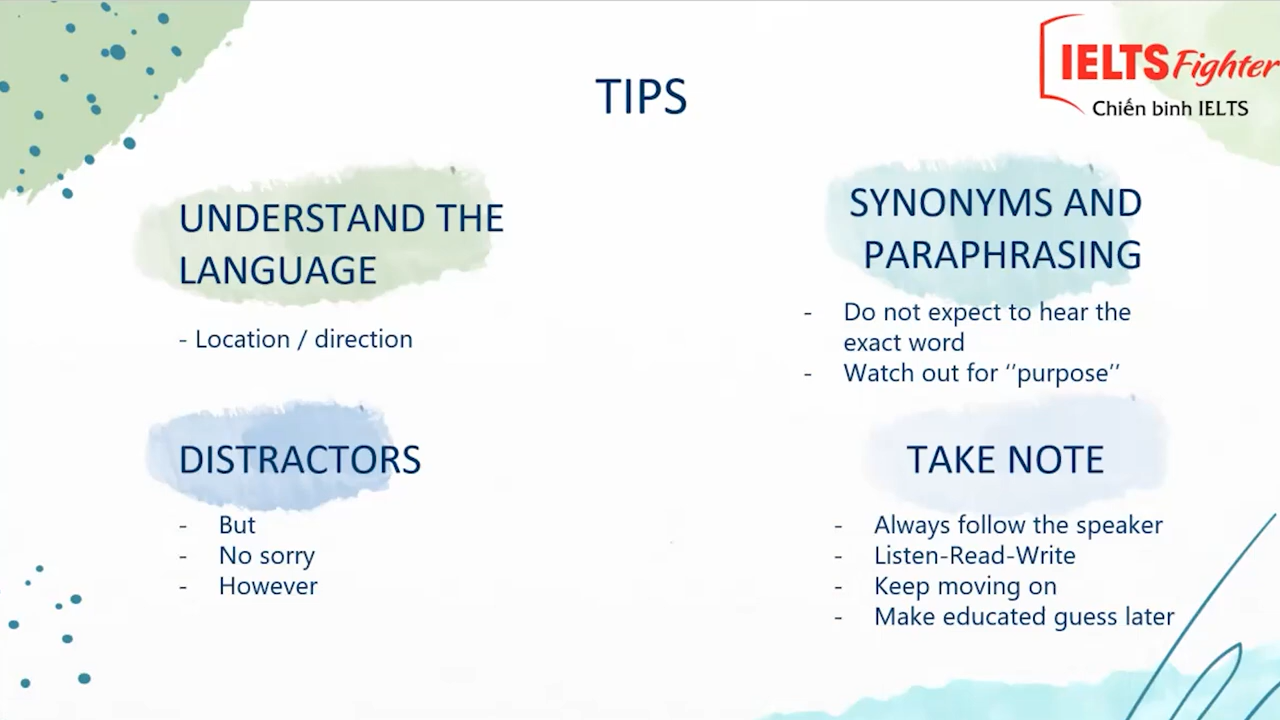 IELTS Fighter
Chiến binh IELTS
TIPS
UNDERSTAND THE
LANGUAGE
- Location / direction
SYNONYMS AND
PARAPHRASING
- Do not expect to hear the
exact word
- Watch out for ‘’purpose’’
DISTRACTORS
- But
- No sorry
- However
TAKE NOTE
- Always follow the speaker
- Listen-Read-Write
- Keep moving on
- Make educated guess later